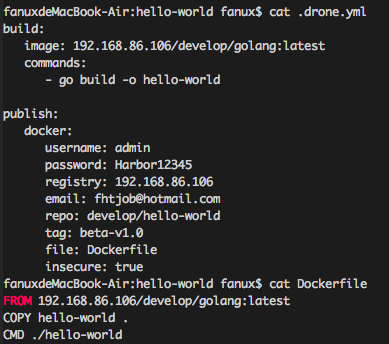 fanuxdeMacBook-Air:hello-world fanux$ cat .drone.yml
build:
   image: 192.168.86.106/develop/golang:latest
   commands:
      - go build -o hello-world

publish:
   docker:
      username: admin
      password: Harbor12345
      registry: 192.168.86.106
      email: fhtjob@hotmail.com
      repo: develop/hello-world
      tag: beta-v1.0
      file: Dockerfile
      insecure: true
fanuxdeMacBook-Air:hello-world fanux$ cat Dockerfile
FROM 192.168.86.106/develop/golang:latest
COPY hello-world .
CMD ./hello-world